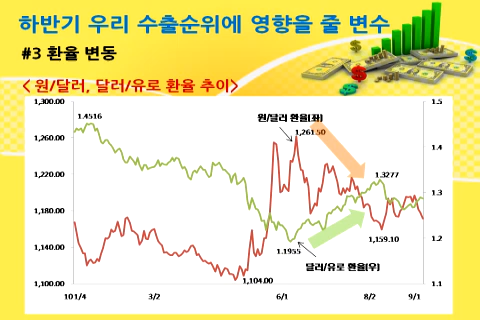 하반기 우리 수출순위에 영향을 줄 변수
#3 환율 변동
< 원/달러, 달러/유로 환율 추이>
1,300.00
1,260.00
1,220.00
1,180.00
1,140.00
1,100.00
1.5
1.4
1.3
1.2
1.1
1.4516
원/달러 환율(좌)
1,261.50
1.3277
1,159.10
1.1955
달러/유로 환율(우)
1,104.00
10 1/4 3/2 6/1 8/2 9/1